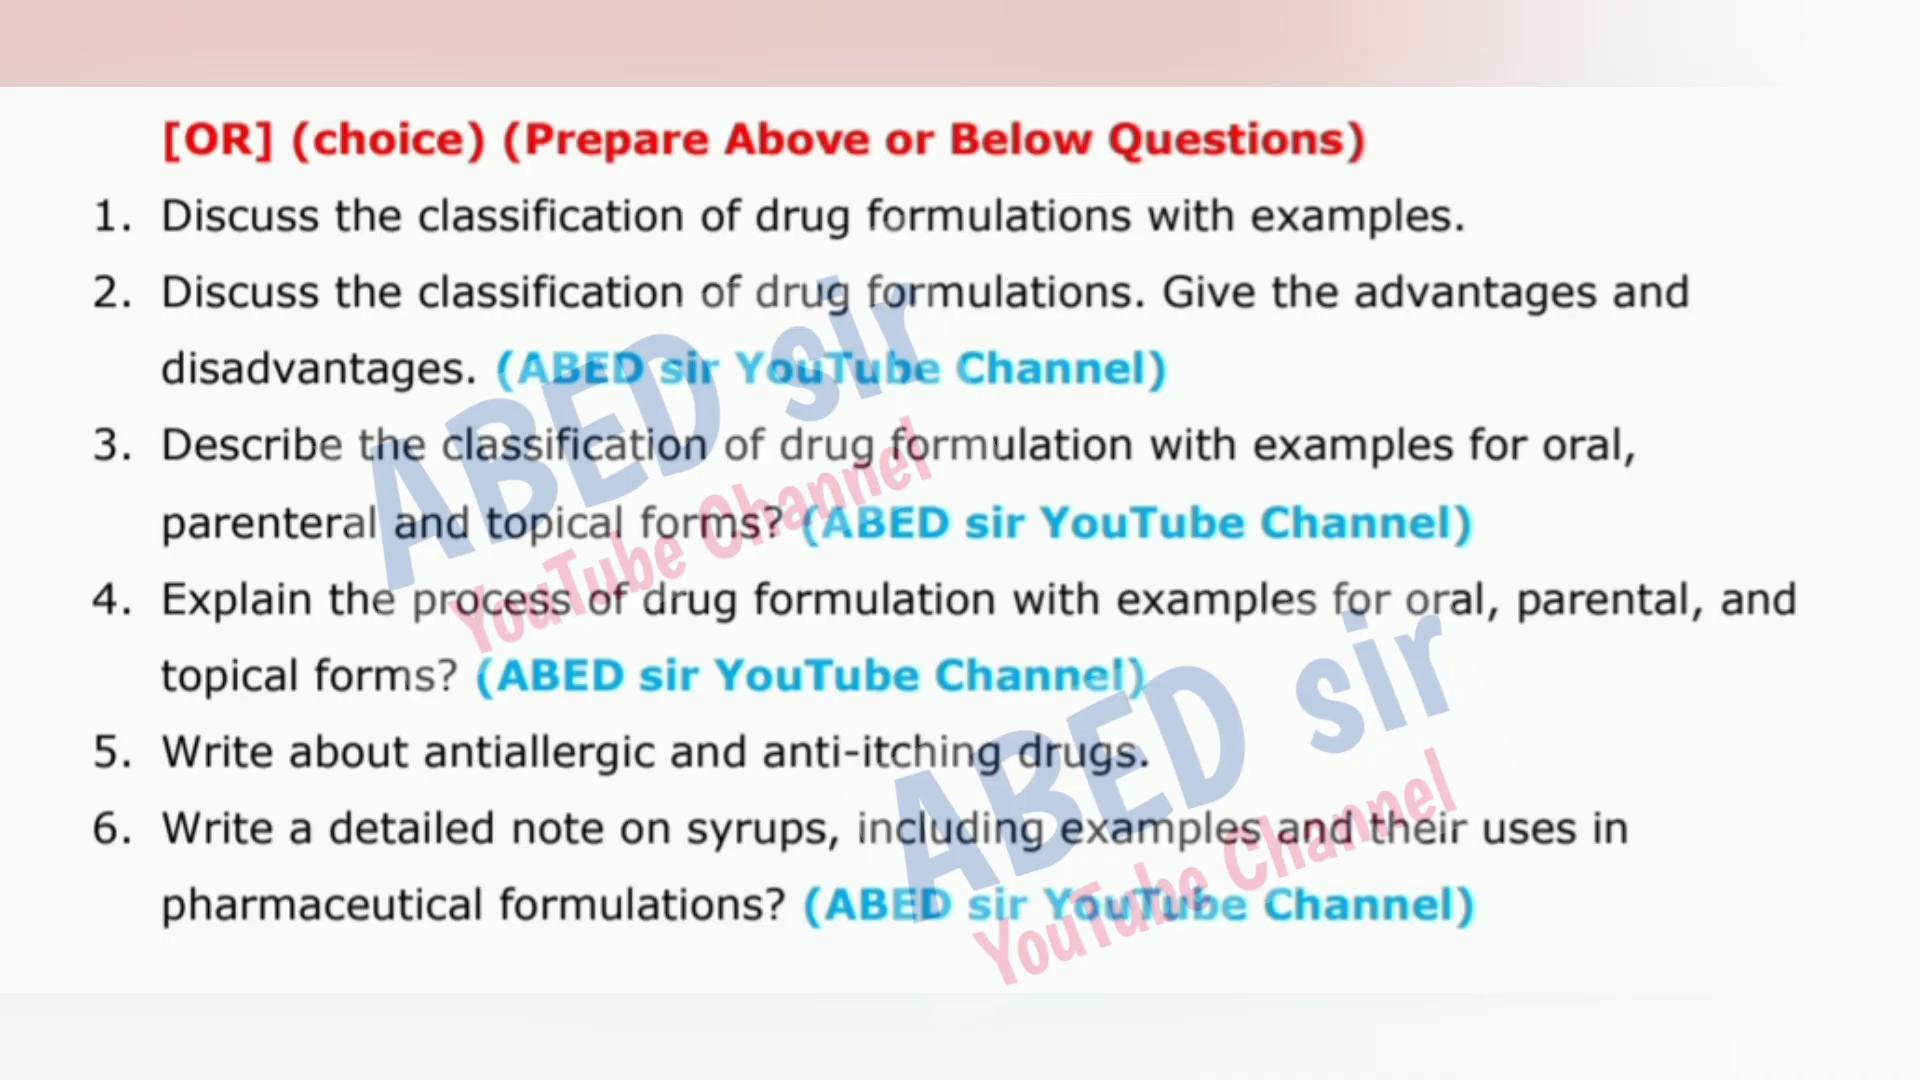 [OR] (choice) (Prepare Above or Below Questions)
1. Discuss the classification of drug formulations with examples.
2. Discuss the classification of drug formulations. Give the advantages and
disadvantages. (ABED sir YouTube Channel)
3. Describe the classification of drug formulation with examples for oral,
parenteral and topical forms? (ABED sir YouTube Channel)
4. Explain the process of drug formulation with examples for oral, parental, and
topical forms? (ABED sir YouTube Channel)
5. Write about antiallergic and anti-itching drugs.
6. Write a detailed note on syrups, including examples and their uses in
pharmaceutical formulations? (ABED sir YouTube Channel)
ABED sir
YouTube Channel
ABED sir
YouTube Channel